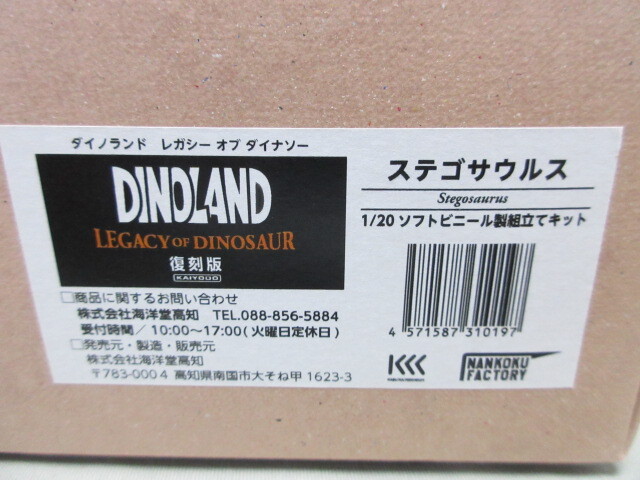 ダイノランド レガシー オブ ダイナソー
DINOLAND
LEGACY OF DINOSAUR
復刻版
KAIYODO
□商品に関するお問い合わせ
株式会社海洋堂高知 TEL.088-856-5884
受付時間/10:00〜17:00(火曜日定休日)
□発売元・製造・販売元
株式会社海洋堂高知
〒783-0004 高知県南国市大そね甲1623-3
ステゴサウルス
Stegosaurus
1/20 ソフトビニール製組立てキット
4 571587 310197
NANKOKU
FACTORY